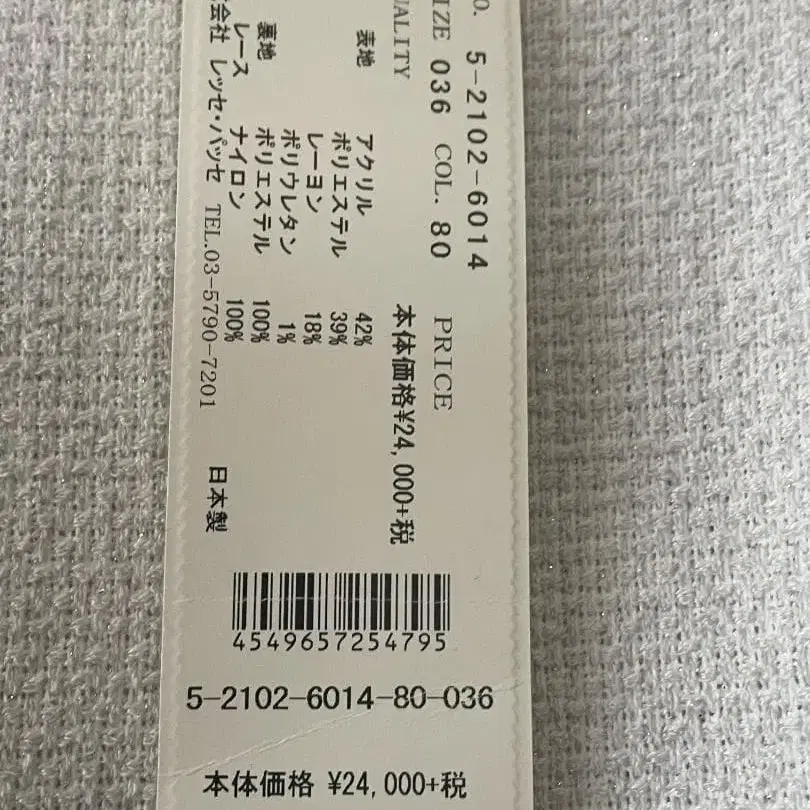 O. 5-2102-6014
IZE 036 COL. 80 PRICE
UALITY 本体価格¥24,000+税
表地 アクリル 42%
ポリエステル 39%
レーヨン 18%
ポリウレタン 1%
裏地 ポリエステル 100%
レース ナイロン 100%
会社 レッセ・パッセ TEL.03-5790-7201 日本製
4549657254795
5-2102-6014-80-036
本体価格 ¥24,000+税